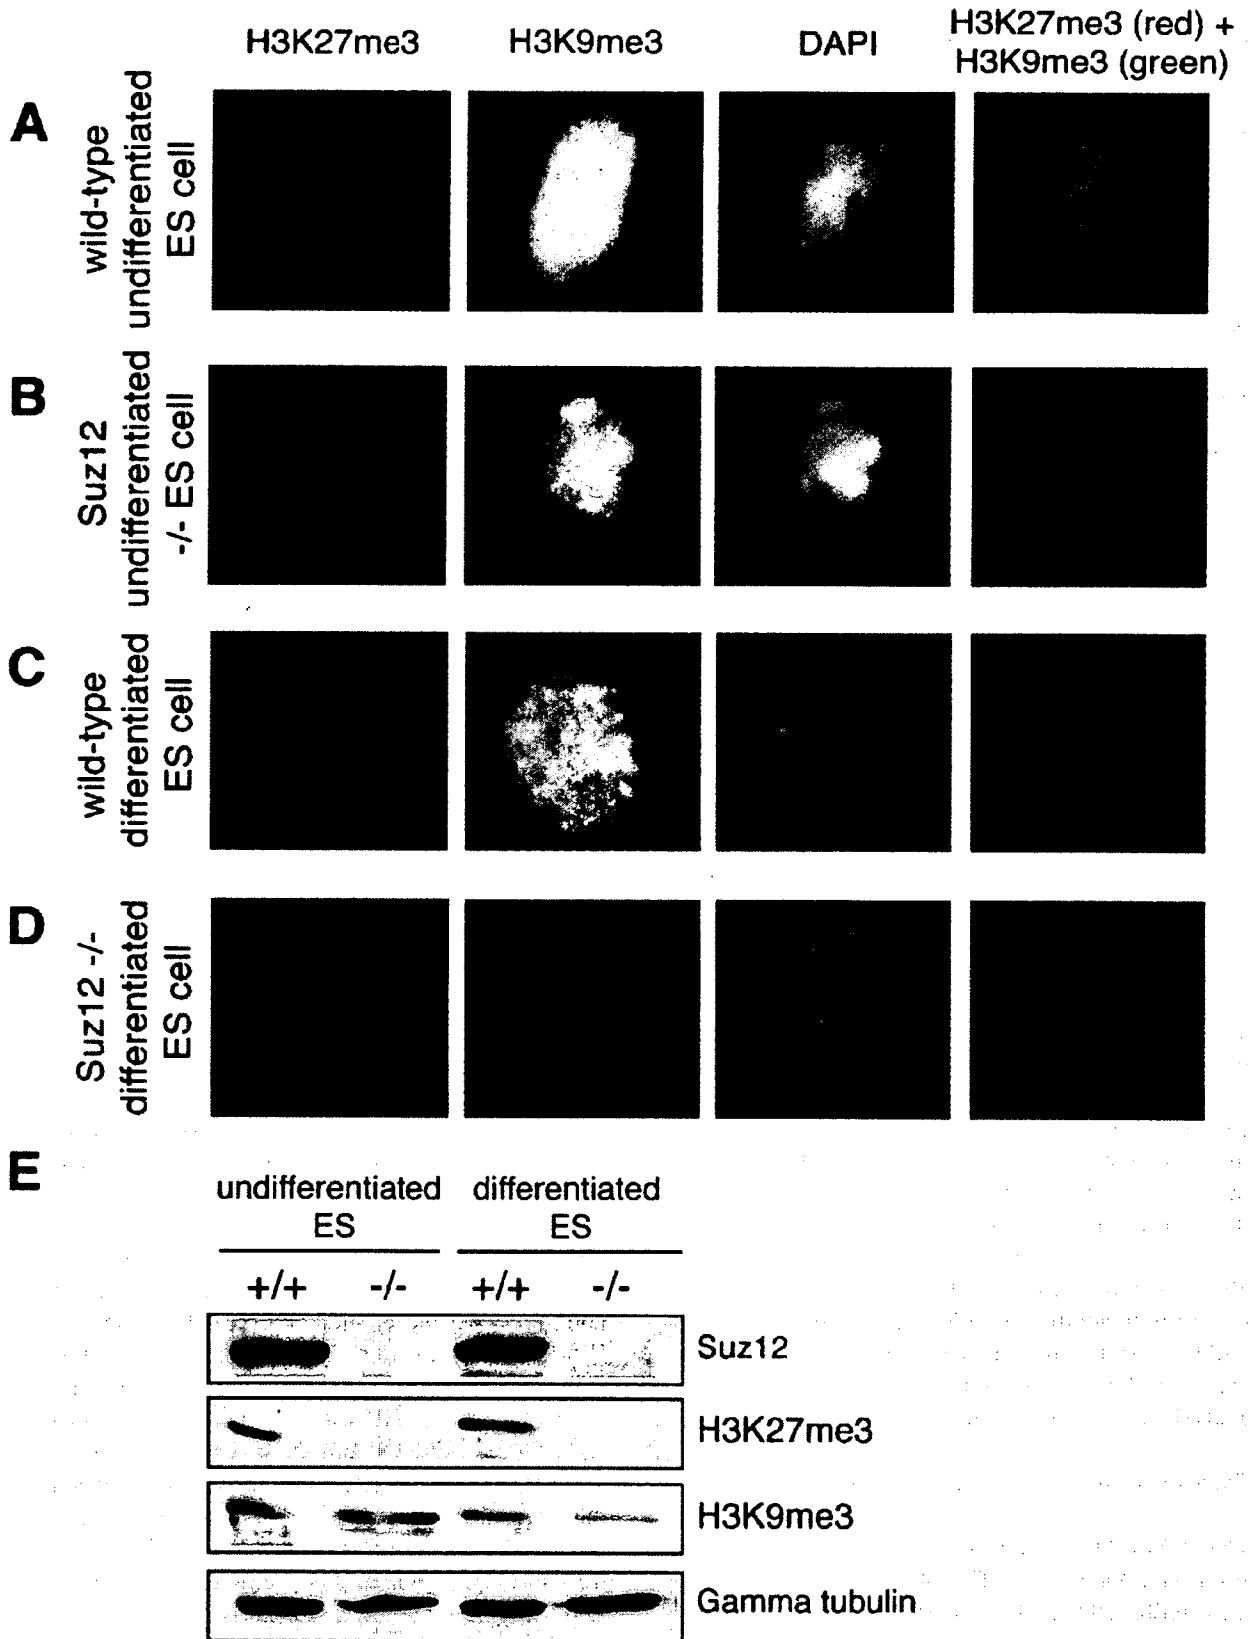 H3K27me3
H3K9me3
DAPI
H3K27me3 (red) +
H3K9me3 (green)
A
wild-type
undifferentiated
ES cell
B
Suz12
undifferentiated
-/- ES cell
C
wild-type
differentiated
ES cell
D
Suz12 -/-
differentiated
ES cell
E
undifferentiated
ES
differentiated
ES
+/+
-/-
+/+
-/-
Suz12
H3K27me3
H3K9me3
Gamma tubulin